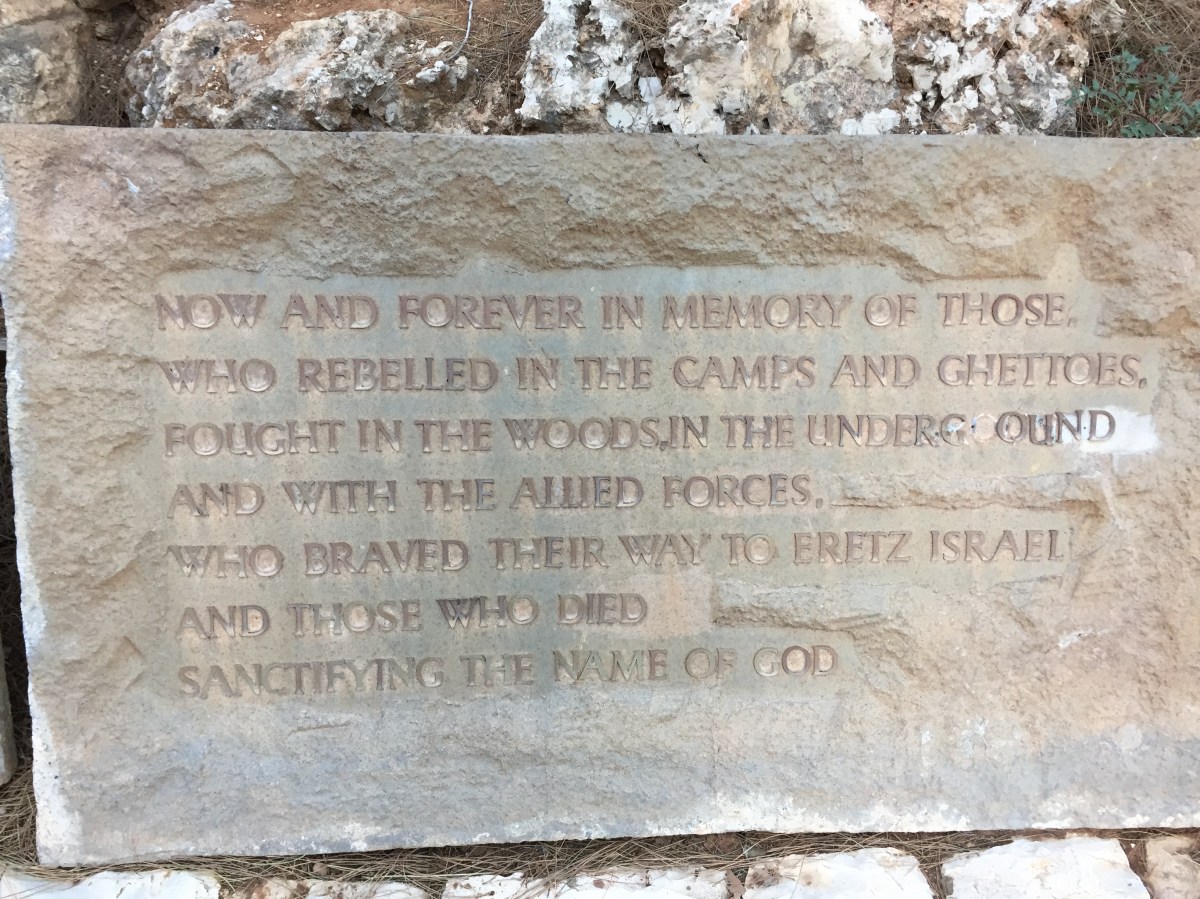 NOW AND FOREVER IN MEMORY OF THOSE,
WHO REBELLED IN THE CAMPS AND GHETTOES,
FOUGHT IN THE WOODS, IN THE UNDERGROUND
AND WITH THE ALLIED FORCES,
WHO BRAVED THEIR WAY TO ERETZ ISRAEL
AND THOSE WHO DIED
SANCTIFYING THE NAME OF GOD